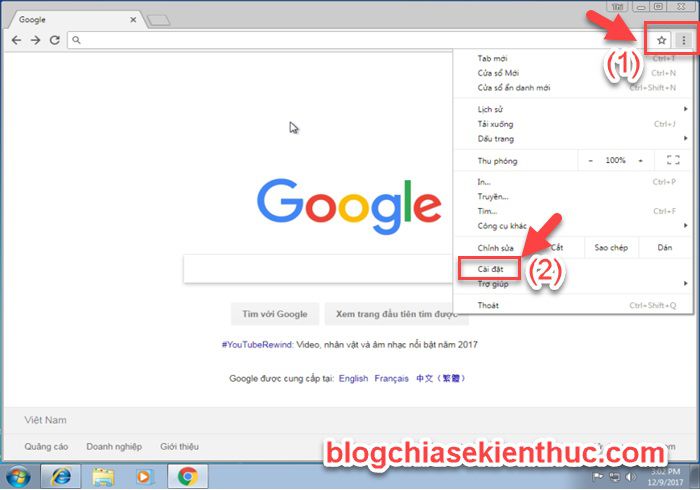 Google
(1)
Tab mới Ctrl+T
Cửa sổ Mới Ctrl+N
Cửa sổ ẩn danh mới Ctrl+Shift+N
Lịch sử
Tải xuống Ctrl+J
Dấu trang
Thu phóng - 100% +
In... Ctrl+P
Truyền...
Tìm... Ctrl+F
Công cụ khác
Chỉnh sửa Cắt Sao chép Dán
Cài đặt
(2)
Trợ giúp
Thoát Ctrl+Shift+Q
Google
Tìm với Google Xem trang đầu tiên tìm được
#YouTubeRewind: Video, nhân vật và âm nhạc nổi bật năm 2017
Google được cung cấp tại: English Français 中文 (繁體)
Việt Nam
Quảng cáo Doanh nghiệp Giới thiệu
blogchiasekienthuc.com
3:02 PM
12/9/2017